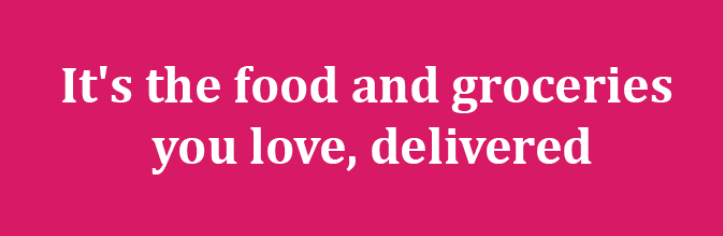 It's the food and groceries
you love, delivered